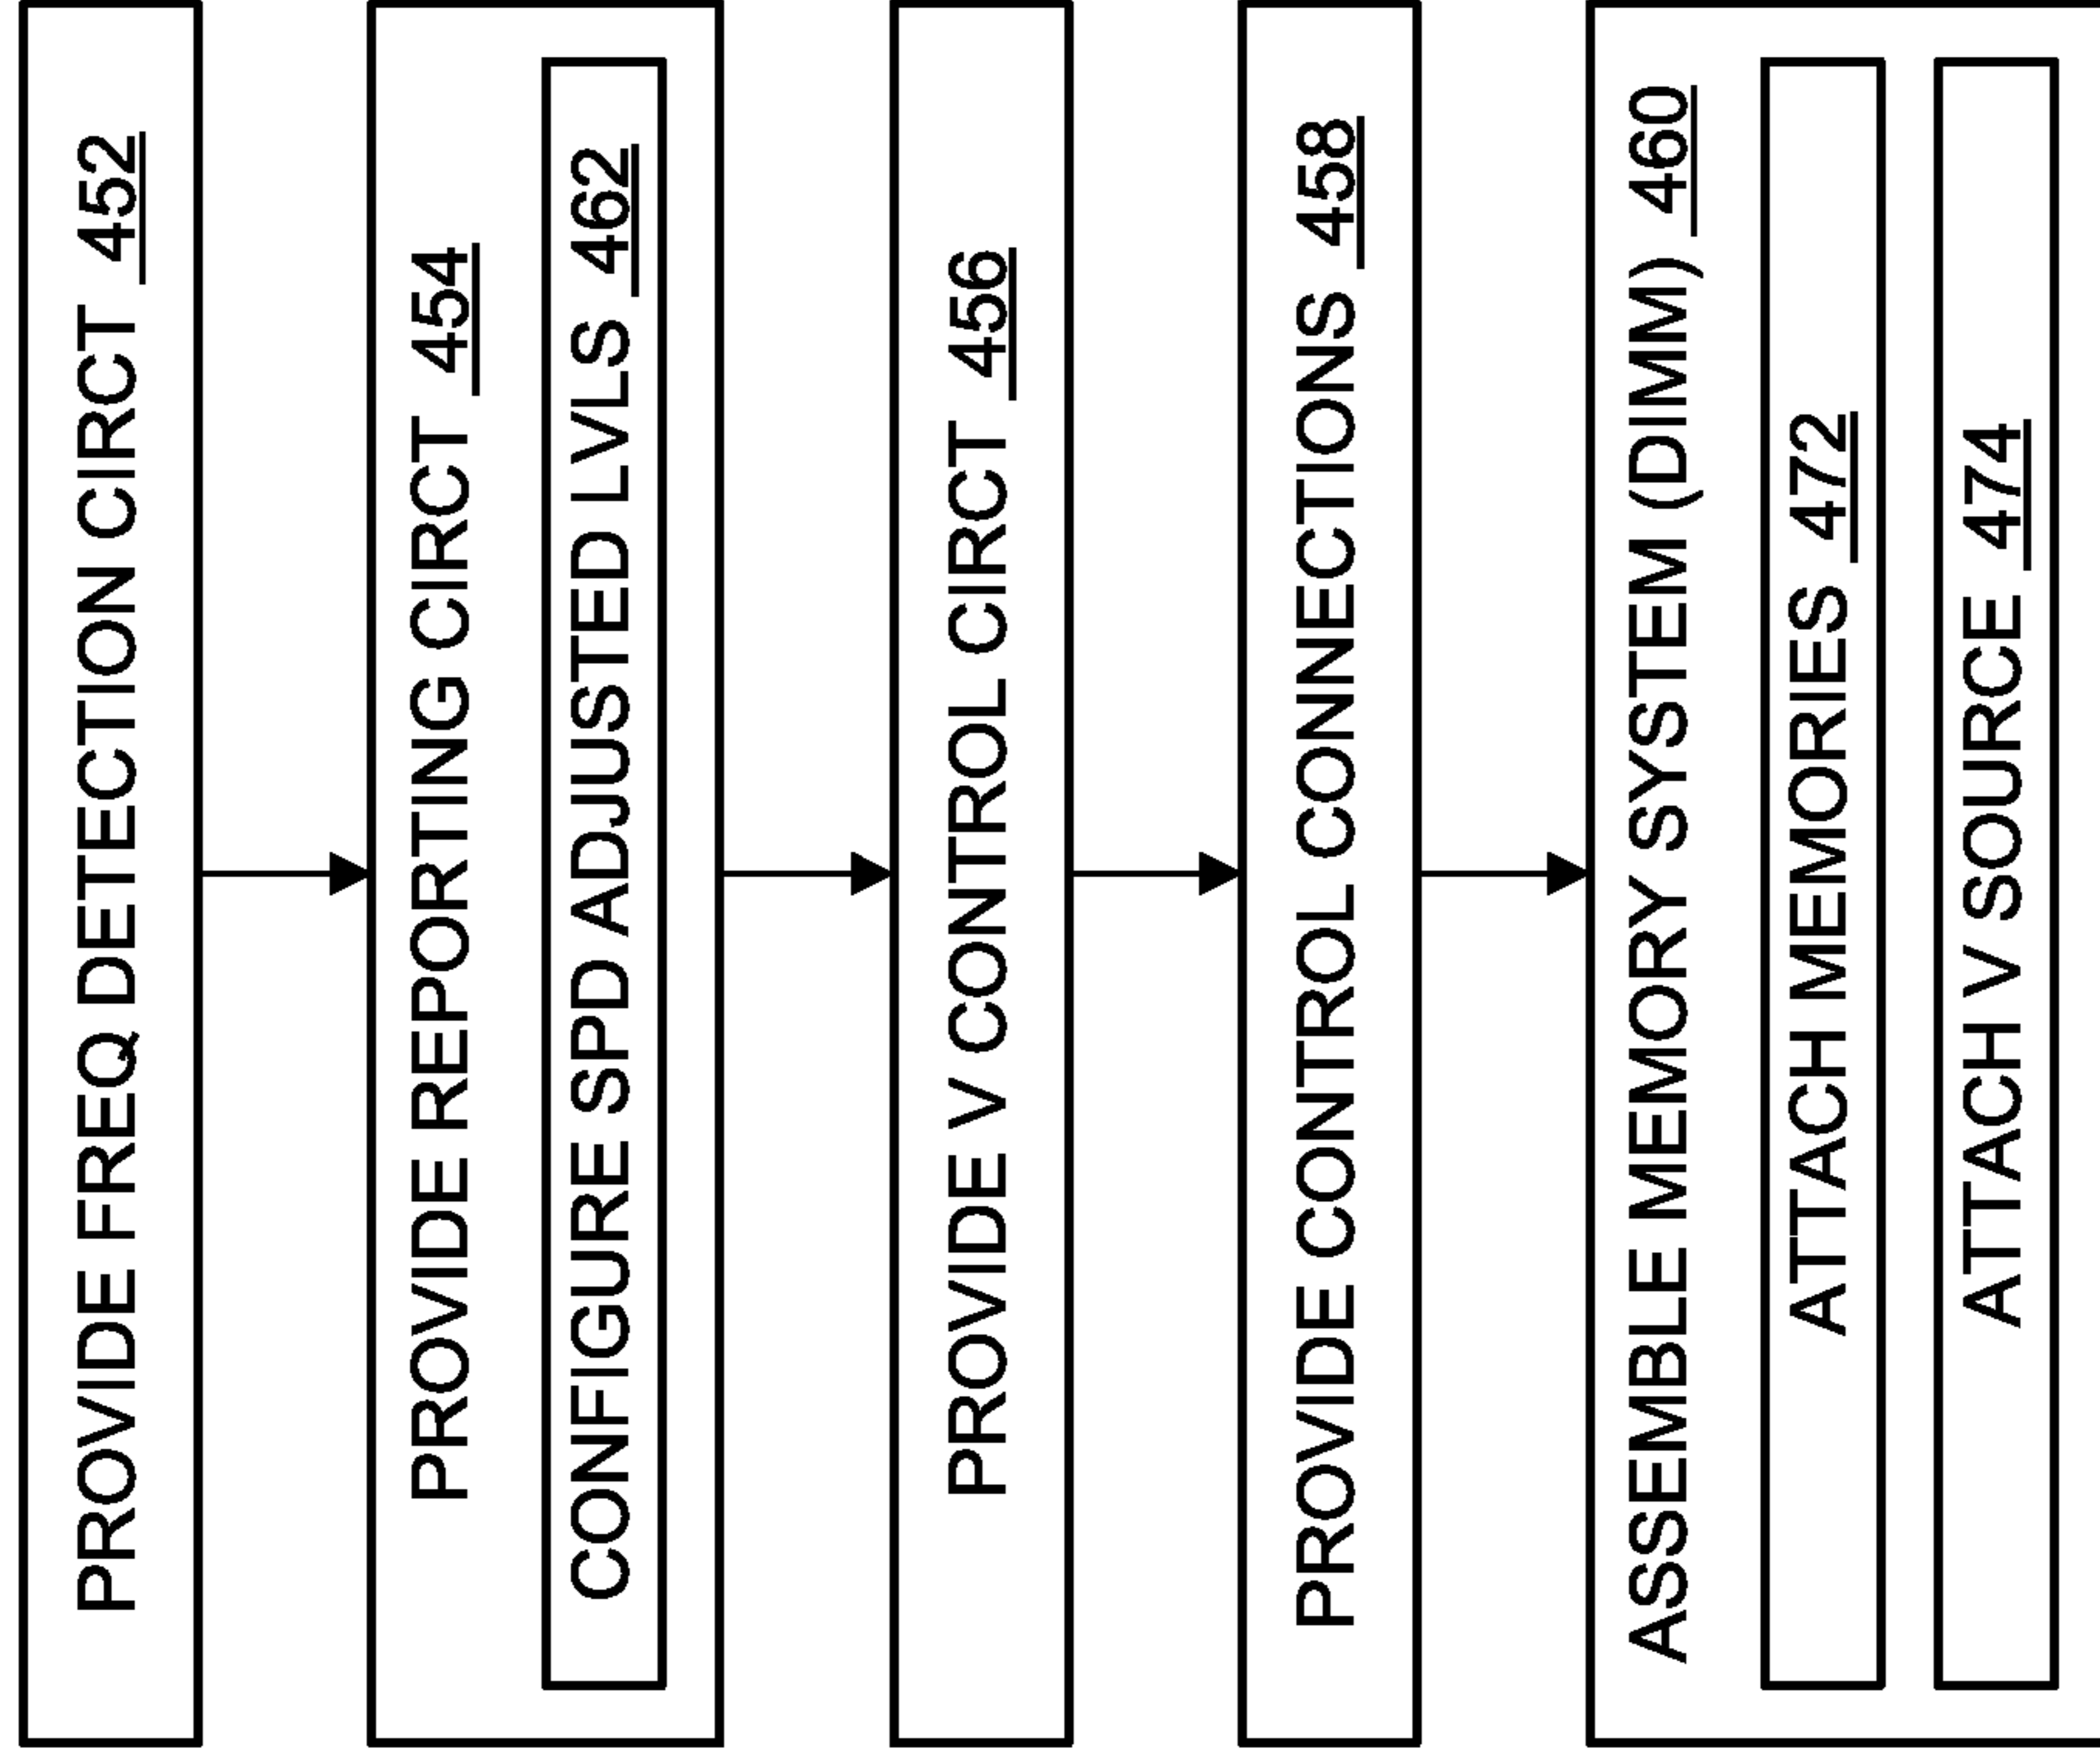 PROVIDE FREQ DETECTION CIRCT 452
PROVIDE REPORTING CIRCT 454
CONFIGURE SPD ADJUSTED LVLS 462
PROVIDE V CONTROL CIRCT 456
PROVIDE CONTROL CONNECTIONS 458
ASSEMBLE MEMORY SYSTEM (DIMM) 460
ATTACH MEMORIES 472
ATTACH V SOURCE 474